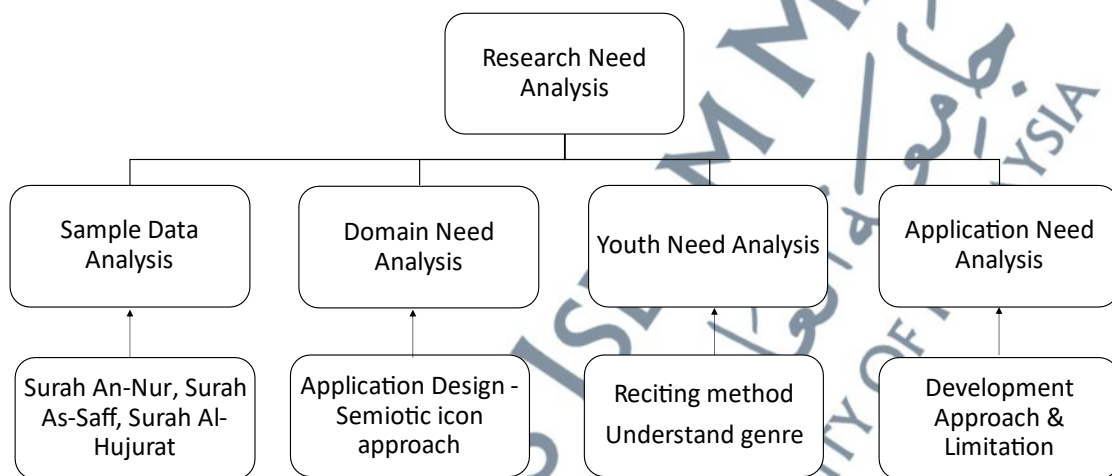 Research Need
Analysis
Sample Data
Analysis
Domain Need
Analysis
Youth Need Analysis
Application Need
Analysis
Surah An-Nur, Surah
As-Saff, Surah Al-
Hujurat
Application Design -
Semiotic icon
approach
Reciting method
Understand genre
Development
Approach &
Limitation